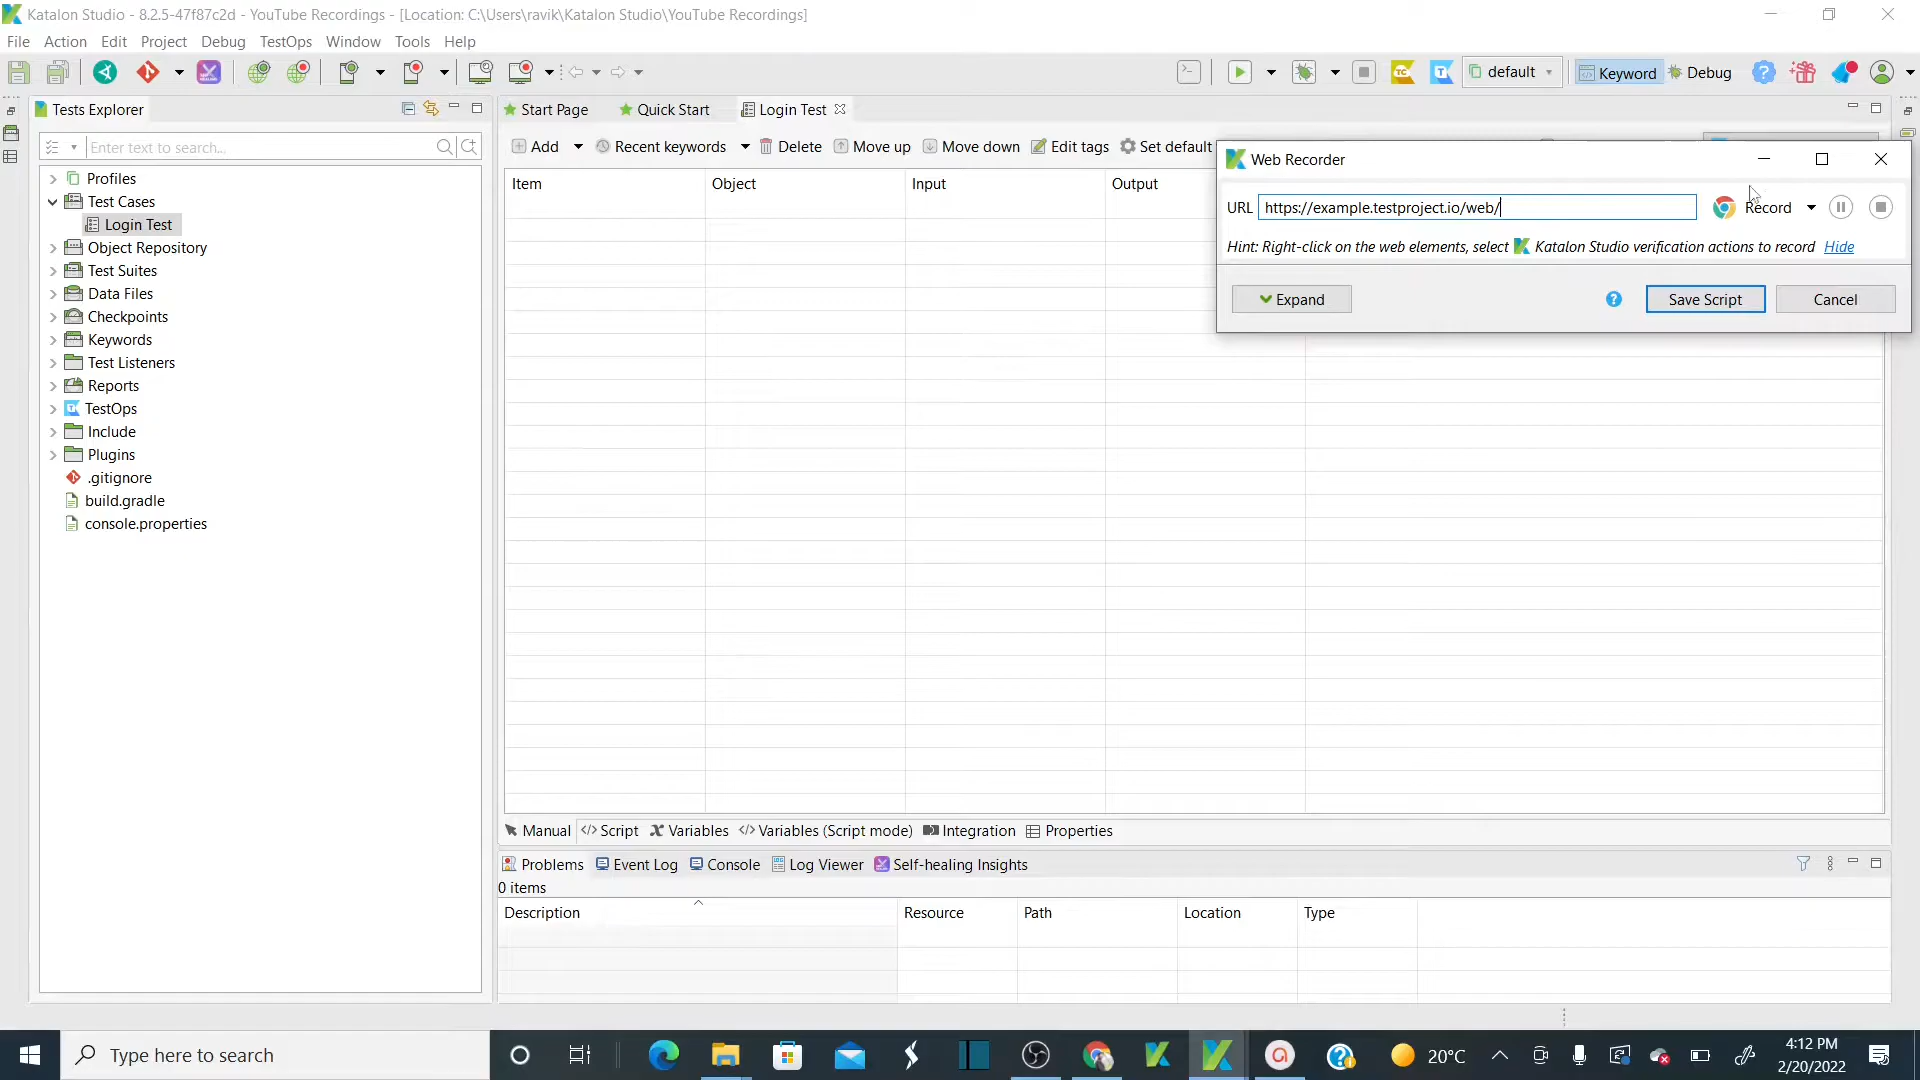 Katalon Studio - 8.2.5-47f87c2d - YouTube Recordings - [Location: C:\Users\ravik\Katalon Studio\YouTube Recordings]
File Action Edit Project Debug TestOps Window Tools Help
default Keyword Debug
Tests Explorer
Start Page Quick Start Login Test
Enter text to search...
Add Recent keywords Delete Move up Move down Edit tags Set default
Item Object Input Output
Web Recorder
URL https://example.testproject.io/web/ Record
Hint: Right-click on the web elements, select Katalon Studio verification actions to record Hide
Expand Save Script Cancel
Profiles
Test Cases
Login Test
Object Repository
Test Suites
Data Files
Checkpoints
Keywords
Test Listeners
Reports
TestOps
Include
Plugins
.gitignore
build.gradle
console.properties
Manual Script Variables Variables (Script mode) Integration Properties
Problems Event Log Console Log Viewer Self-healing Insights
0 items
Description Resource Path Location Type
Type here to search
20°C
4:12 PM
2/20/2022